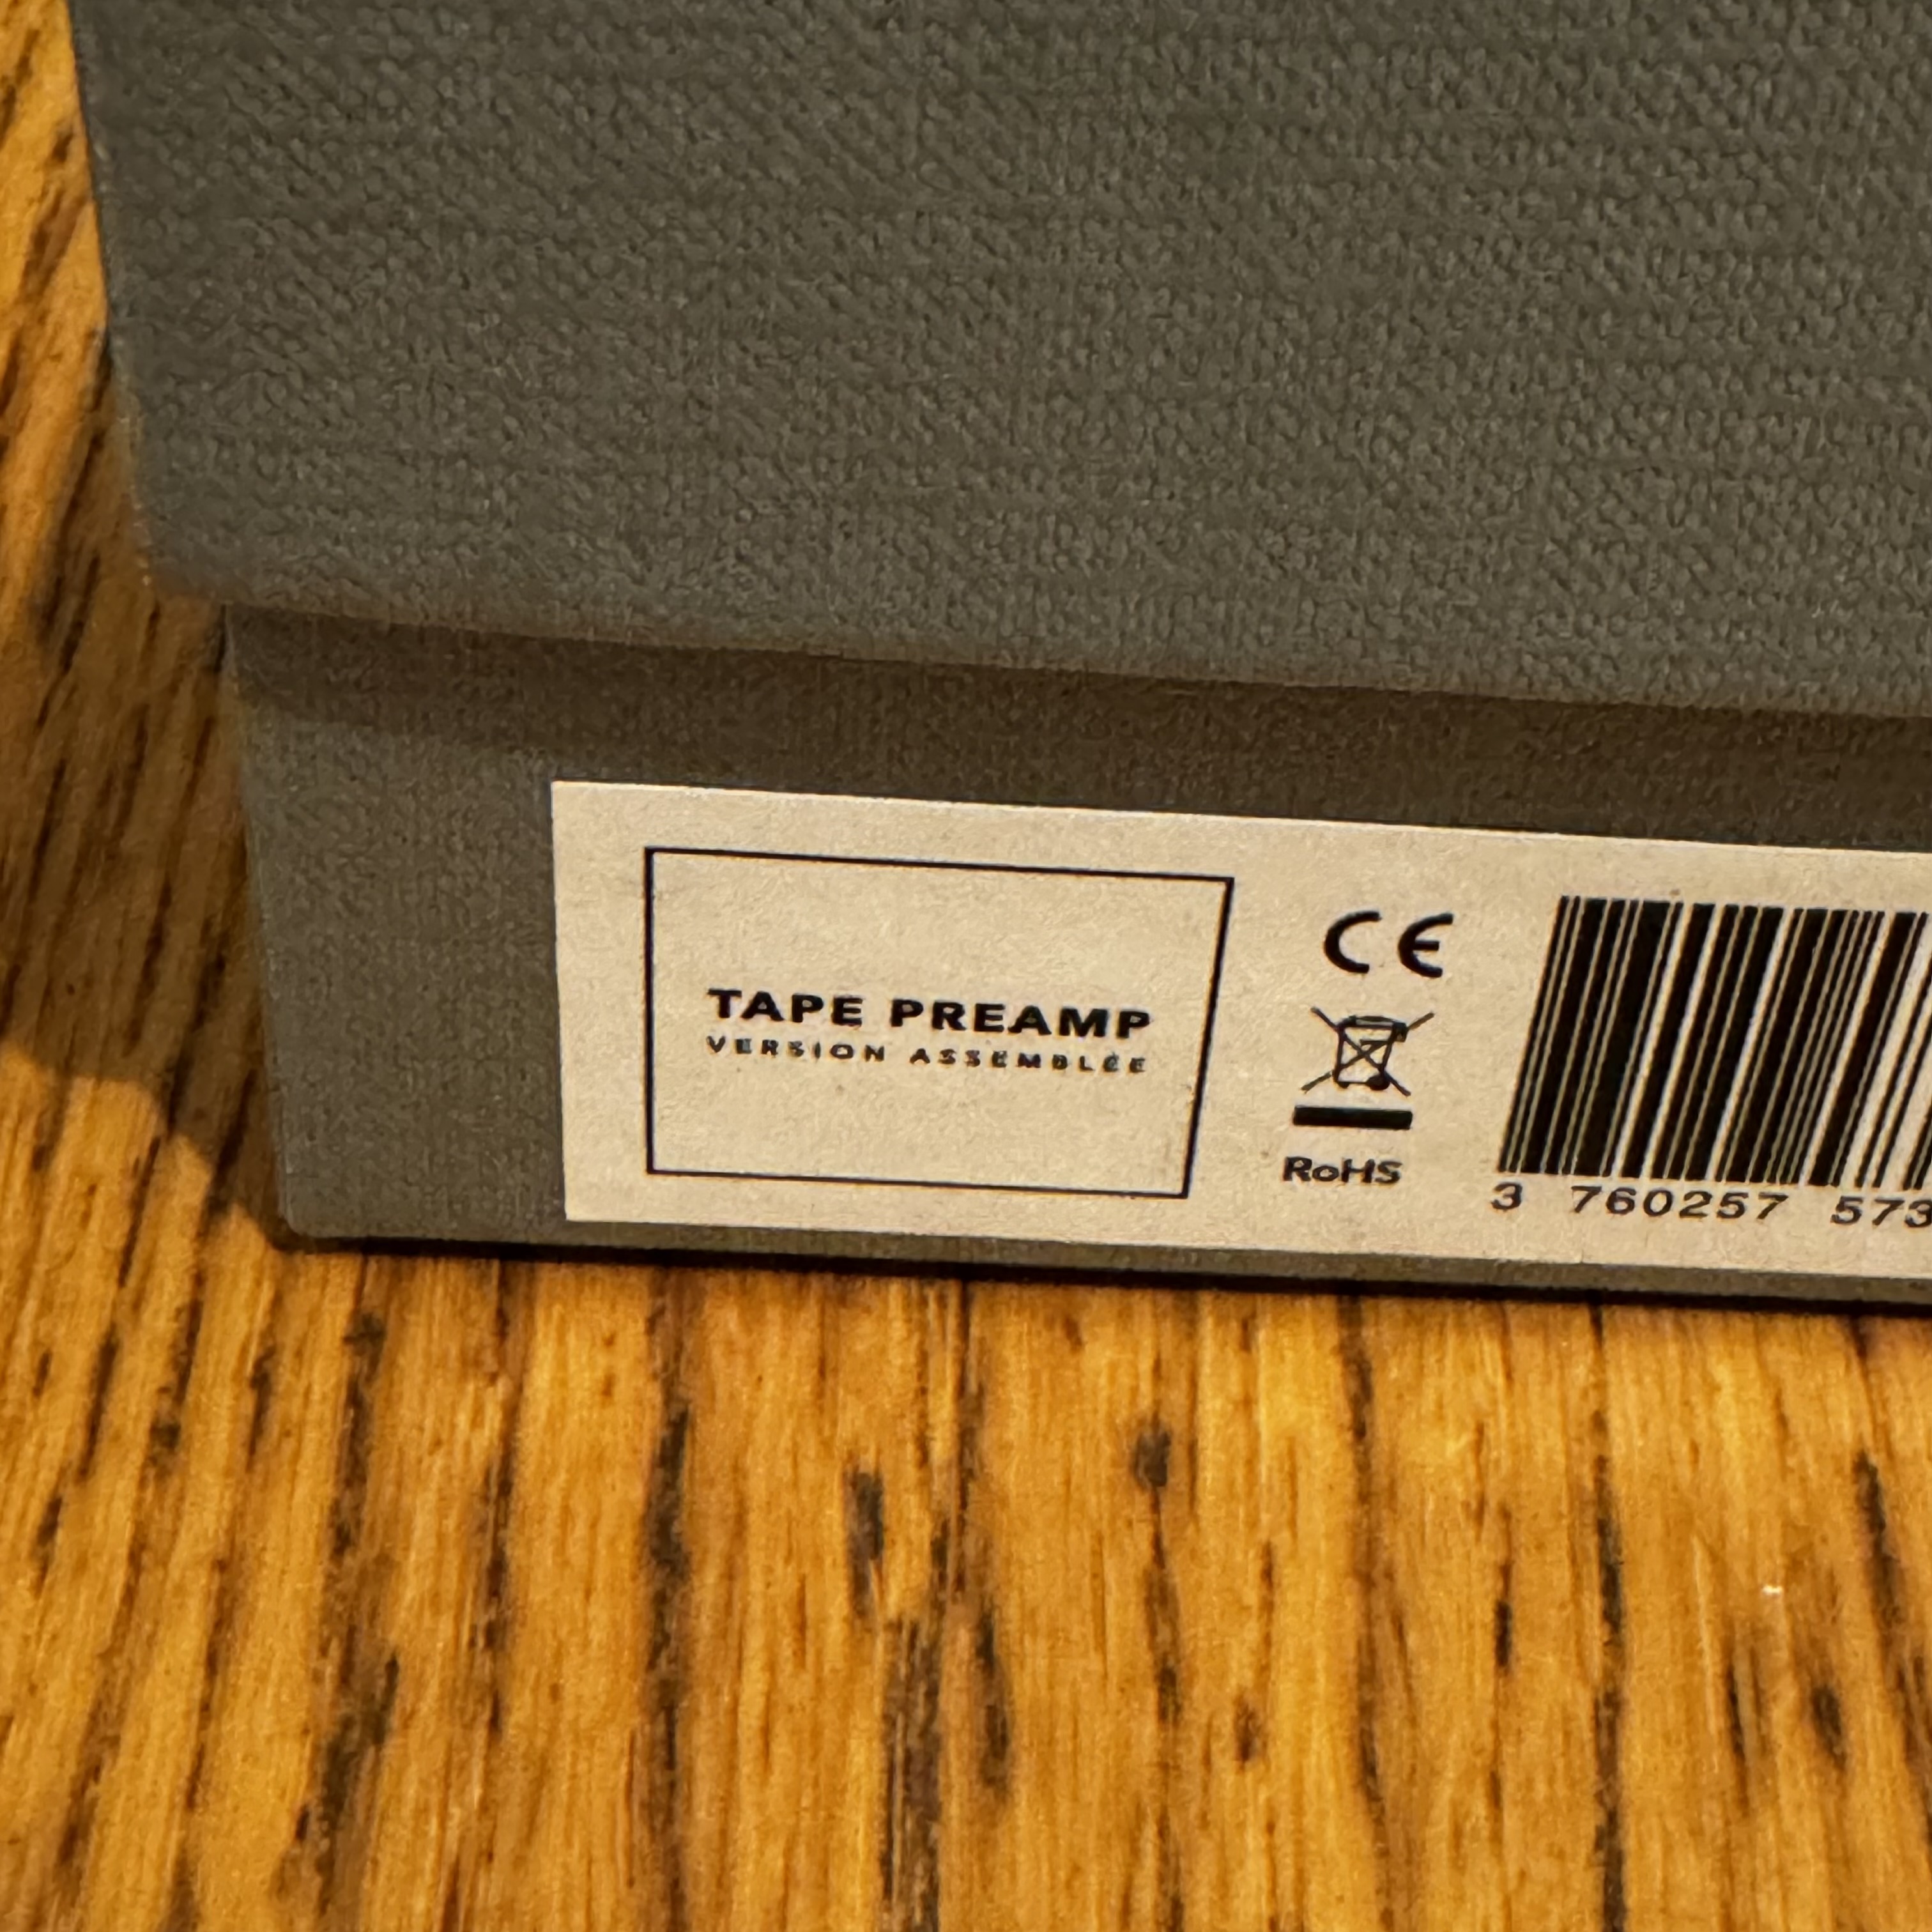 TAPE PREAMP
VERSION ASSEMBLÉE
CE
RoHS
3 760257 573